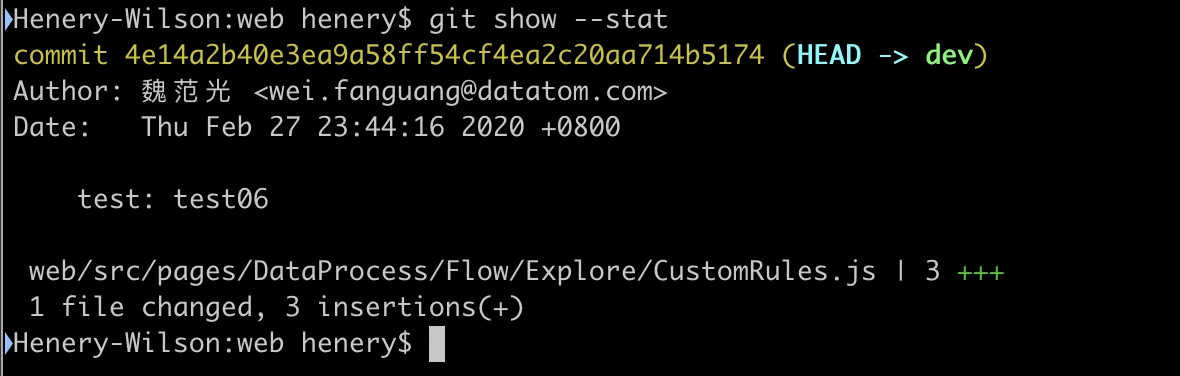 Henery-Wilson:web henery$ git show --stat
commit 4e14a2b40e3ea9a58ff54cf4ea2c20aa714b5174 (HEAD -> dev)
Author: 魏范光 <wei.fanguang@datatom.com>
Date:   Thu Feb 27 23:44:16 2020 +0800
test: test06
web/src/pages/DataProcess/Flow/Explore/CustomRules.js | 3 +++
1 file changed, 3 insertions(+)
Henery-Wilson:web henery$